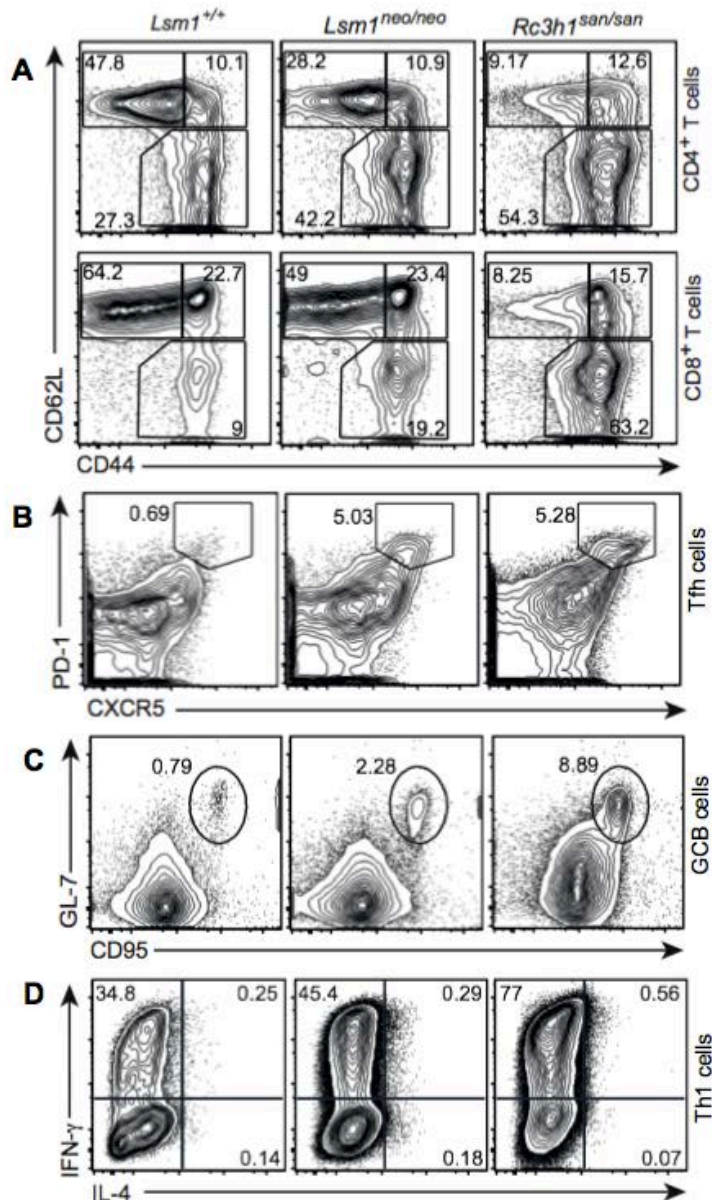 Lsm1+/+ Lsm1neo/neo Rc3h1san/san
A
47.8 10.1 28.2 10.9 9.17 12.6
27.3 42.2 54.3
CD4+ T cells
64.2 22.7 49 23.4 8.25 15.7
9 19.2 63.2
CD8+ T cells
CD62L
CD44
B
0.69 5.03 5.28
PD-1
CXCR5
Tfh cells
C
0.79 2.28 8.89
GL-7
CD95
GCB cells
D
34.8 0.25 45.4 0.29 77 0.56
0.14 0.18 0.07
IFN-γ
IL-4
Th1 cells